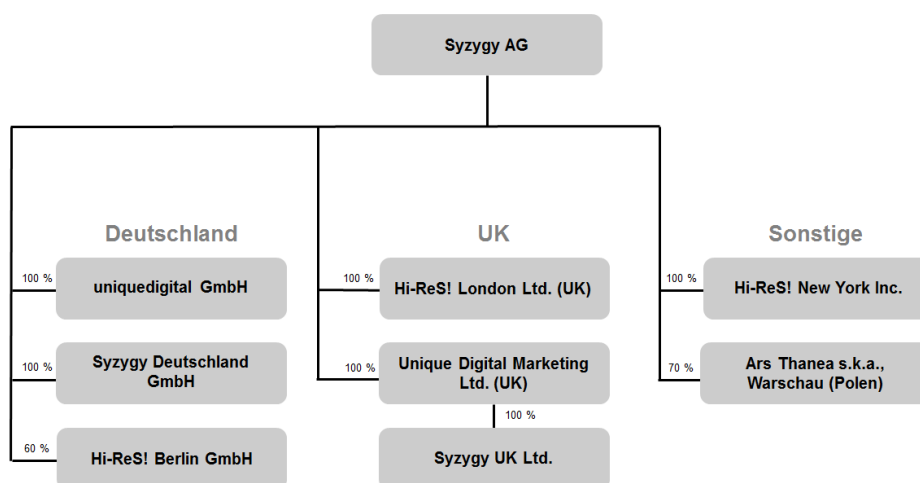 Syzygy AG
Deutschland
100 %
uniquedigital GmbH
100 %
Syzygy Deutschland
GmbH
60 %
Hi-ReS! Berlin GmbH
UK
100 %
Hi-ReS! London Ltd. (UK)
100 %
Unique Digital Marketing
Ltd. (UK)
100 %
Syzygy UK Ltd.
Sonstige
100 %
Hi-ReS! New York Inc.
70 %
Ars Thanea s.k.a.,
Warschau (Polen)